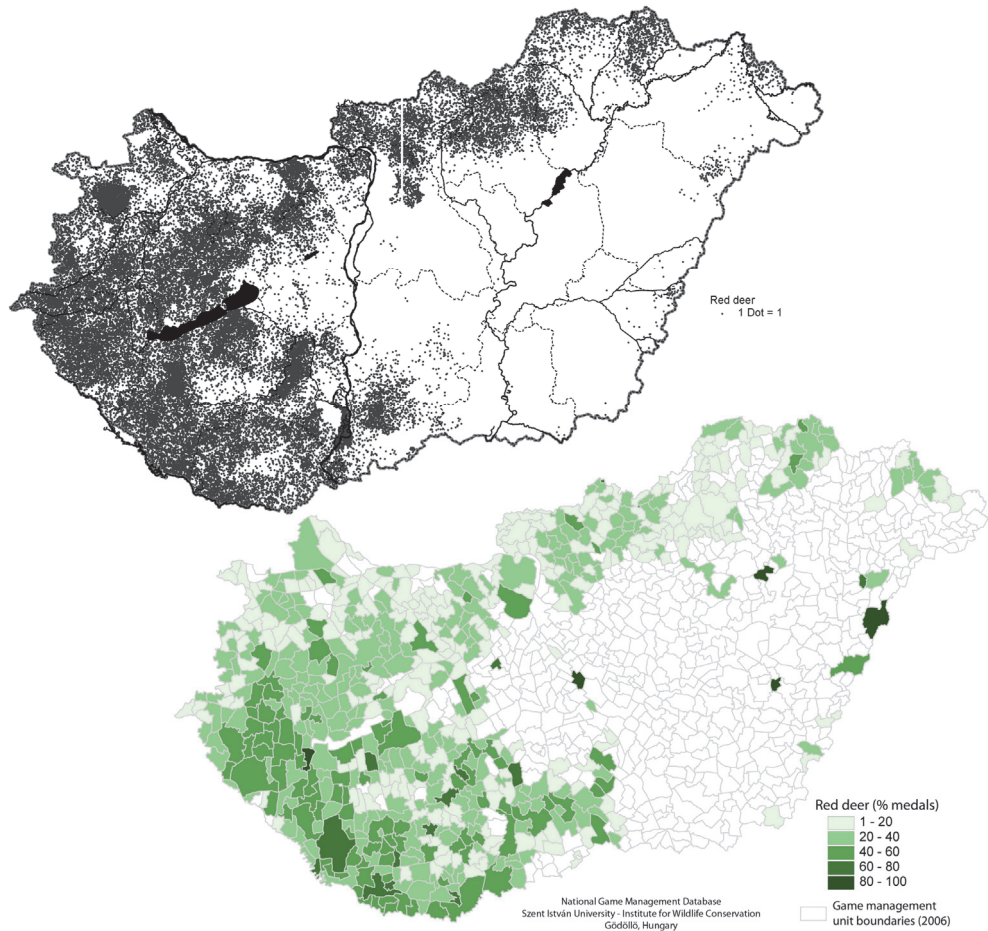 Red deer
1 Dot = 1
Red deer (% medals)
1 - 20
20 - 40
40 - 60
60 - 80
80 - 100
Game management
unit boundaries (2006)
National Game Management Database
Szent István University - Institute for Wildlife Conservation
Gödöllő, Hungary